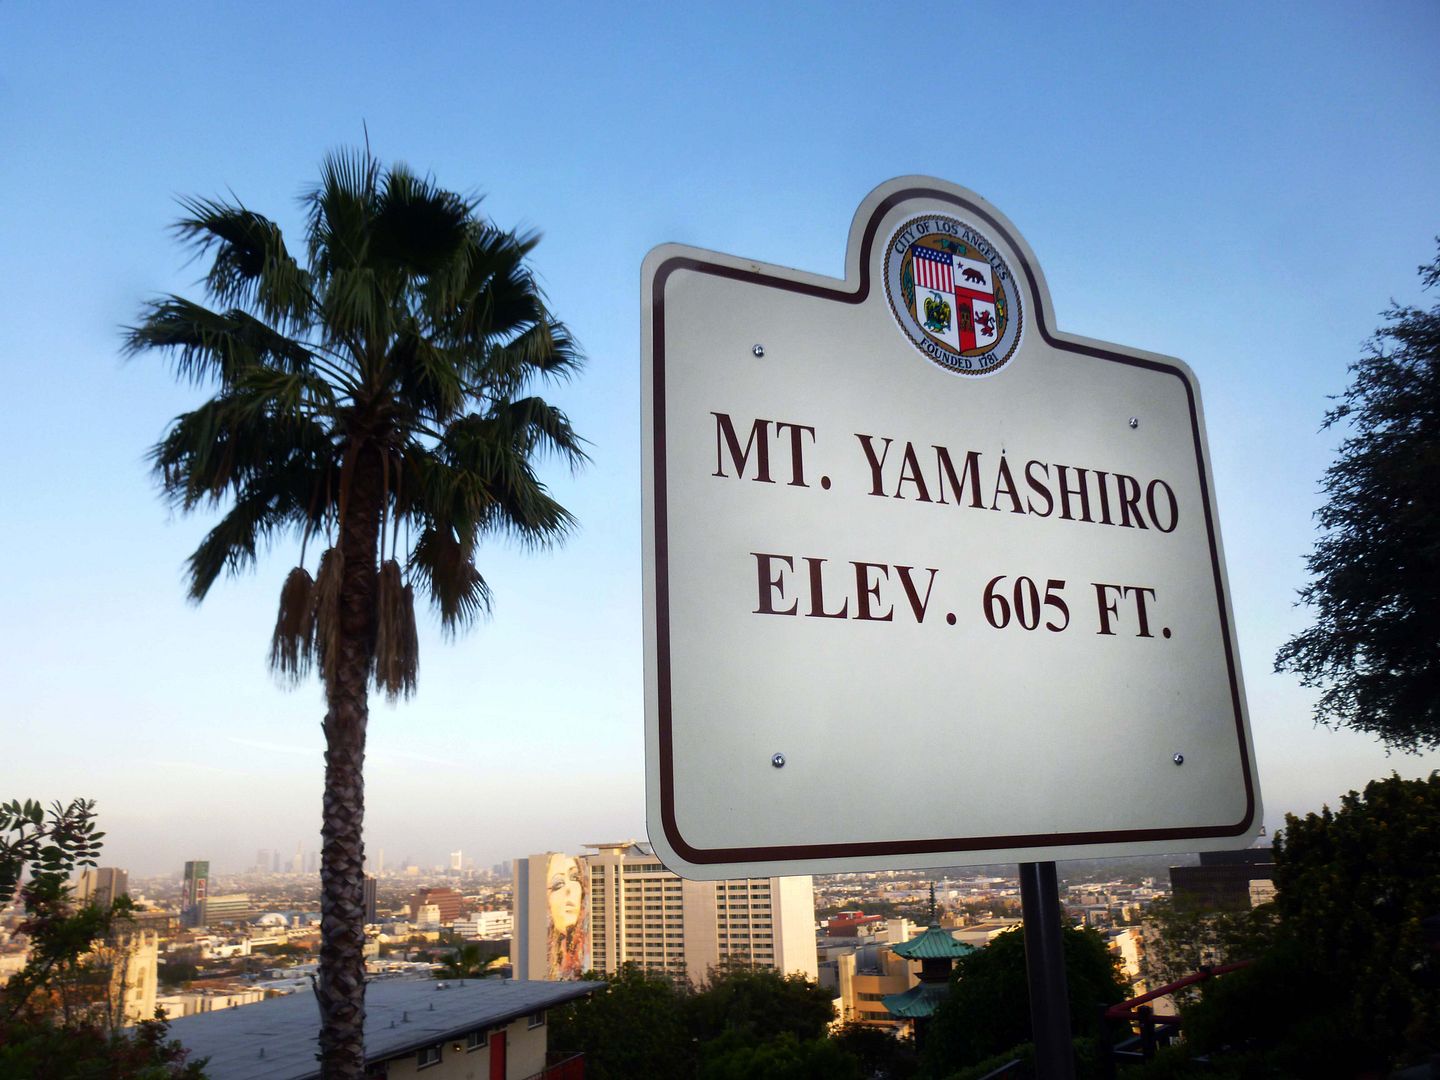 CITY OF LOS ANGELES
FOUNDED 1781
MT. YAMASHIRO
ELEV. 605 FT.